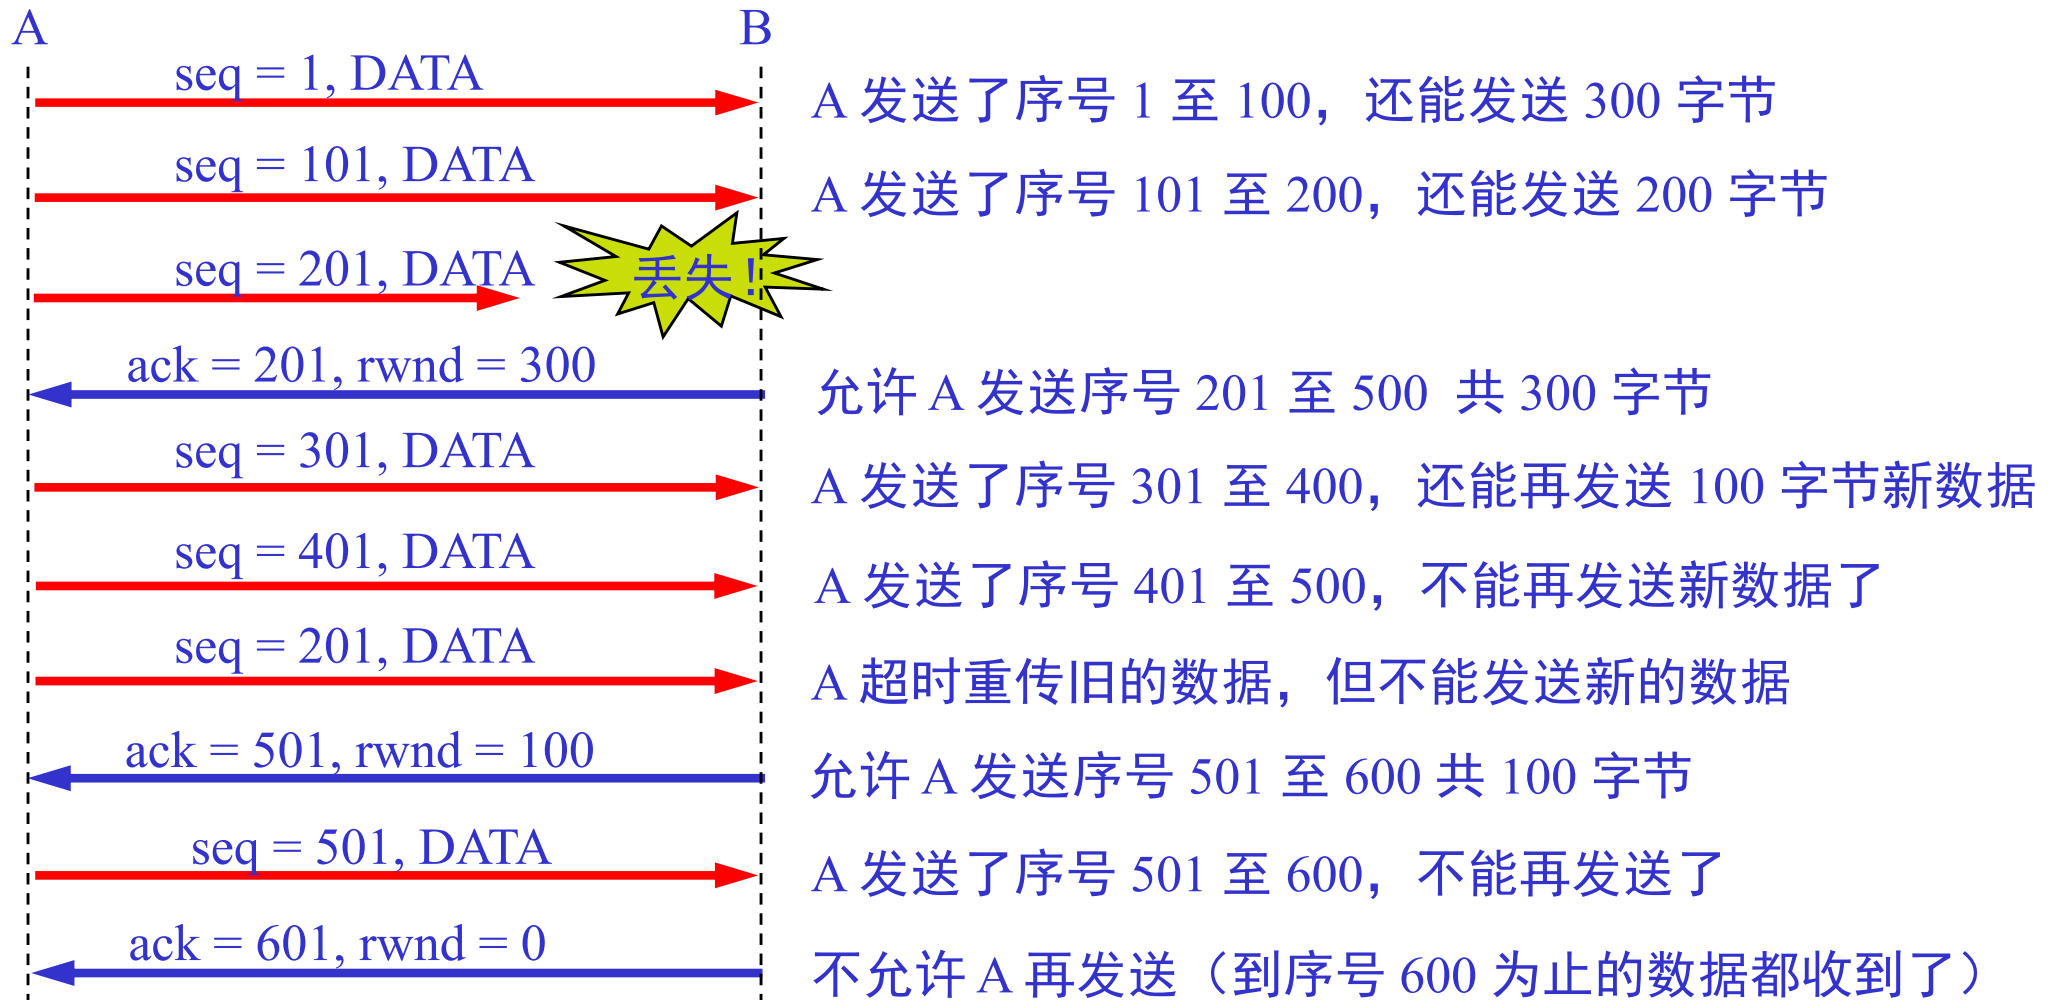 A B
seq = 1, DATA
A 发送了序号 1 至 100，还能发送 300 字节
seq = 101, DATA
A 发送了序号 101 至 200，还能发送 200 字节
seq = 201, DATA
丢失！
ack = 201, rwnd = 300
允许 A 发送序号 201 至 500 共 300 字节
seq = 301, DATA
A 发送了序号 301 至 400，还能再发送 100 字节新数据
seq = 401, DATA
A 发送了序号 401 至 500，不能再发送新数据了
seq = 201, DATA
A 超时重传旧的数据，但不能发送新的数据
ack = 501, rwnd = 100
允许 A 发送序号 501 至 600 共 100 字节
seq = 501, DATA
A 发送了序号 501 至 600，不能再发送了
ack = 601, rwnd = 0
不允许 A 再发送（到序号 600 为止的数据都收到了）